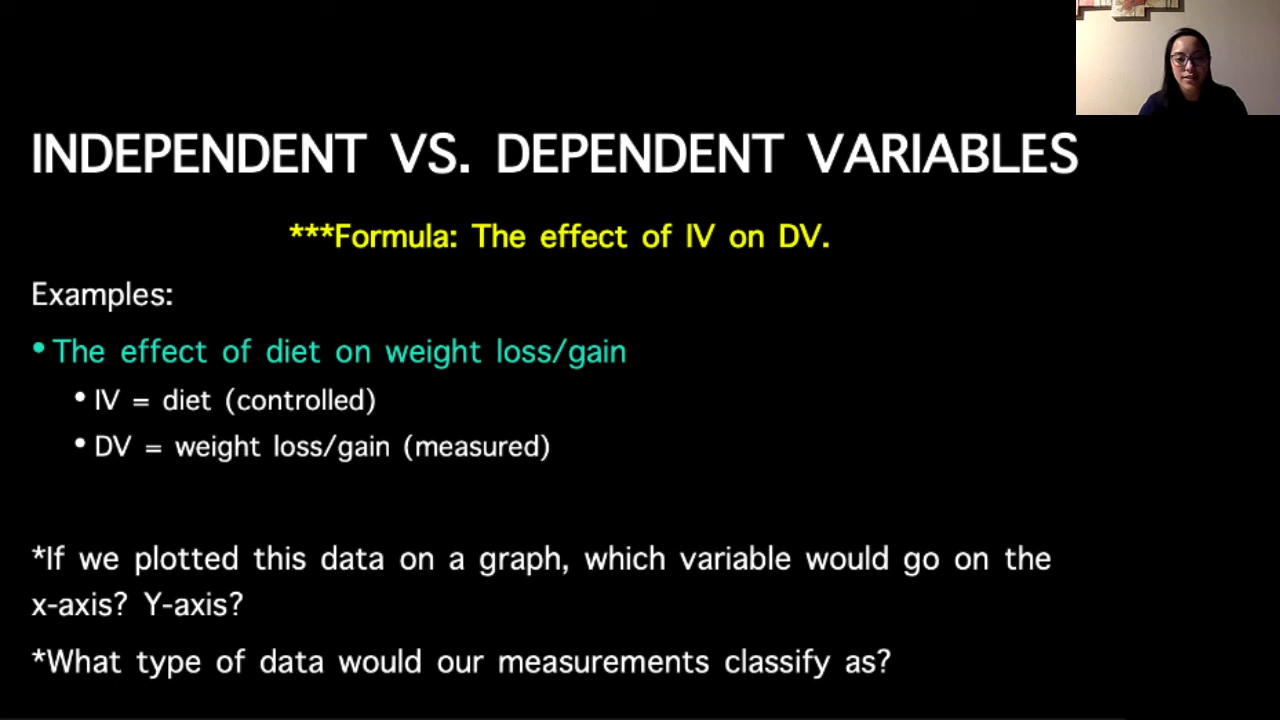 INDEPENDENT VS. DEPENDENT VARIABLES
***Formula: The effect of IV on DV.
Examples:
• The effect of diet on weight loss/gain
• IV = diet (controlled)
• DV = weight loss/gain (measured)
*If we plotted this data on a graph, which variable would go on the
x-axis? Y-axis?
*What type of data would our measurements classify as?